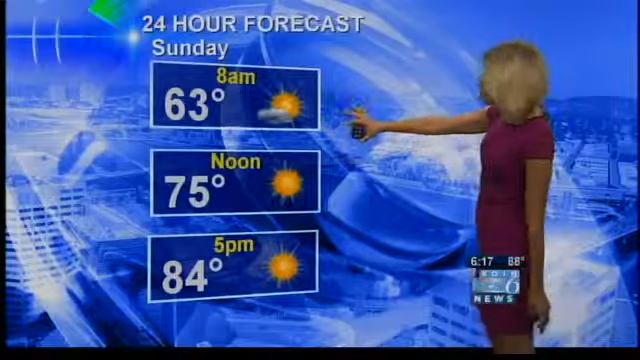 24 HOUR FORECAST
Sunday
8am
63°
Noon
75°
5pm
84°
6:17 88°
KOIN
6
NEWS